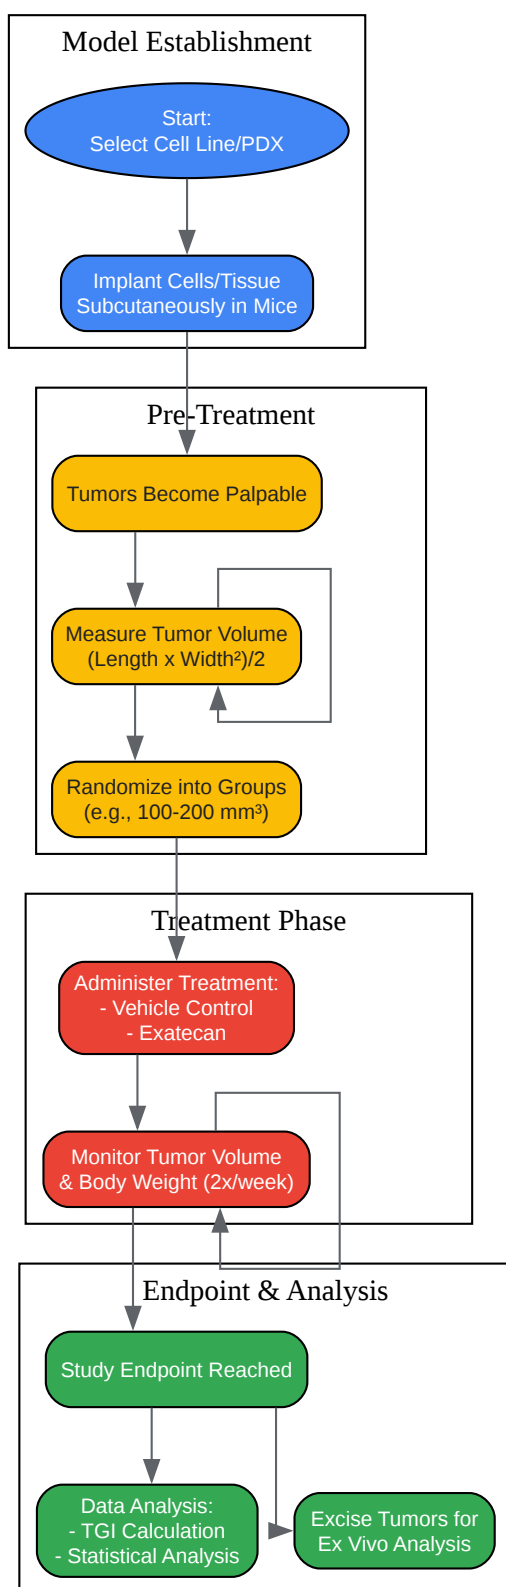 Model Establishment
Start:
Select Cell Line/PDX
Implant Cells/Tissue
Subcutaneously in Mice
Pre-Treatment
Tumors Become Palpable
Measure Tumor Volume
(Length x Width²)/2
Randomize into Groups
(e.g., 100-200 mm³)
Treatment Phase
Administer Treatment:
- Vehicle Control
- Exatecan
Monitor Tumor Volume
& Body Weight (2x/week)
Endpoint & Analysis
Study Endpoint Reached
Data Analysis:
- TGI Calculation
- Statistical Analysis
Excise Tumors for
Ex Vivo Analysis